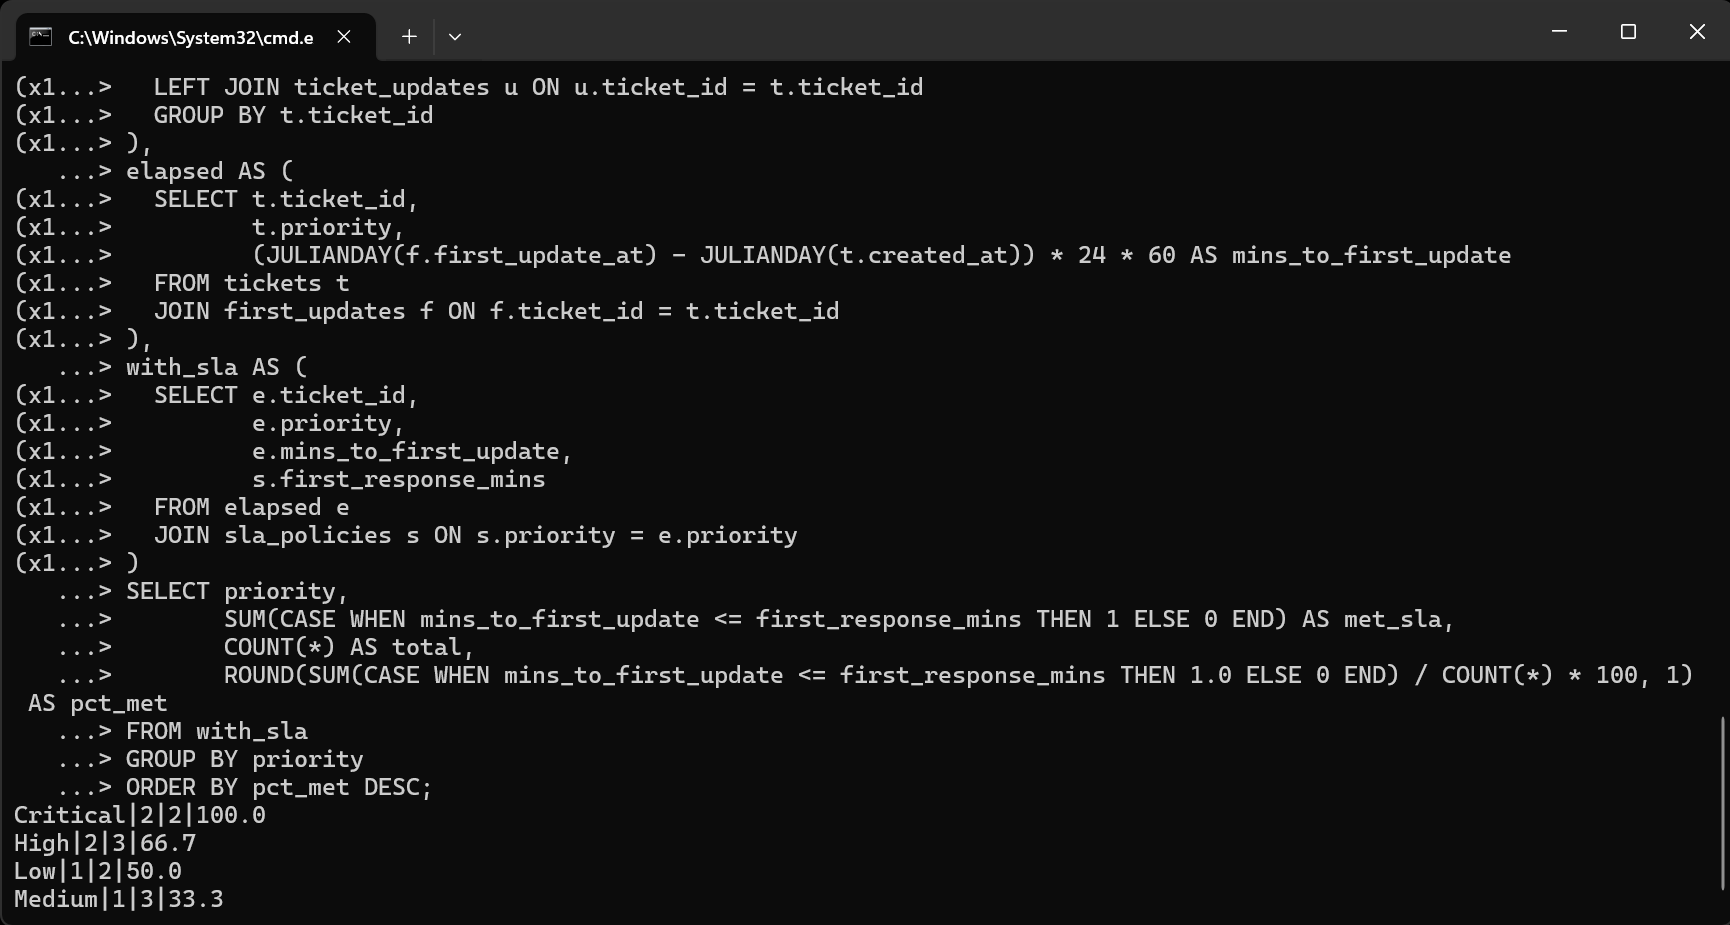 C:\Windows\System32\cmd.e
(x1...>   LEFT JOIN ticket_updates u ON u.ticket_id = t.ticket_id
(x1...>   GROUP BY t.ticket_id
(x1...> ),
   ...> elapsed AS (
(x1...>   SELECT t.ticket_id,
(x1...>          t.priority,
(x1...>          (JULIANDAY(f.first_update_at) - JULIANDAY(t.created_at)) * 24 * 60 AS mins_to_first_update
(x1...>   FROM tickets t
(x1...>   JOIN first_updates f ON f.ticket_id = t.ticket_id
(x1...> ),
   ...> with_sla AS (
(x1...>   SELECT e.ticket_id,
(x1...>          e.priority,
(x1...>          e.mins_to_first_update,
(x1...>          s.first_response_mins
(x1...>   FROM elapsed e
(x1...>   JOIN sla_policies s ON s.priority = e.priority
(x1...> )
   ...> SELECT priority,
   ...>        SUM(CASE WHEN mins_to_first_update <= first_response_mins THEN 1 ELSE 0 END) AS met_sla,
   ...>        COUNT(*) AS total,
   ...>        ROUND(SUM(CASE WHEN mins_to_first_update <= first_response_mins THEN 1.0 ELSE 0 END) / COUNT(*) * 100, 1)
 AS pct_met
   ...> FROM with_sla
   ...> GROUP BY priority
   ...> ORDER BY pct_met DESC;
Critical|2|2|100.0
High|2|3|66.7
Low|1|2|50.0
Medium|1|3|33.3